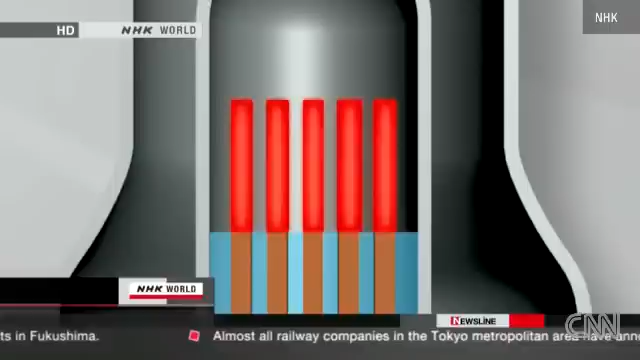 HD
NHK WORLD
NHK
NHK WORLD
NEWSLINE
CNN
ts in Fukushima. Almost all railway companies in the Tokyo metropolitan area have ann